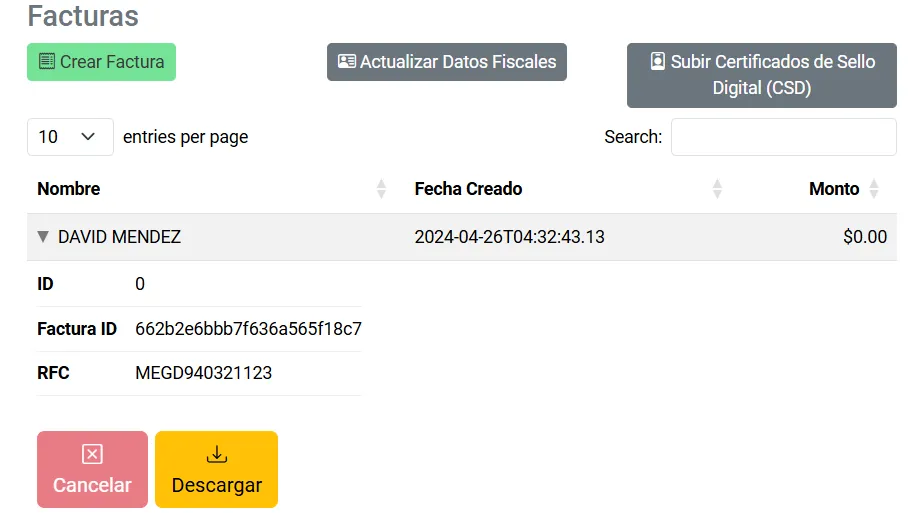 Facturas
Crear Factura
Actualizar Datos Fiscales
Subir Certificados de Sello
Digital (CSD)
10 entries per page
Search:
Nombre Fecha Creado Monto
DAVID MENDEZ 2024-04-26T04:32:43.13 $0.00
ID 0
Factura ID 662b2e6bbb7f636a565f18c7
RFC MEGD940321123
Cancelar
Descargar